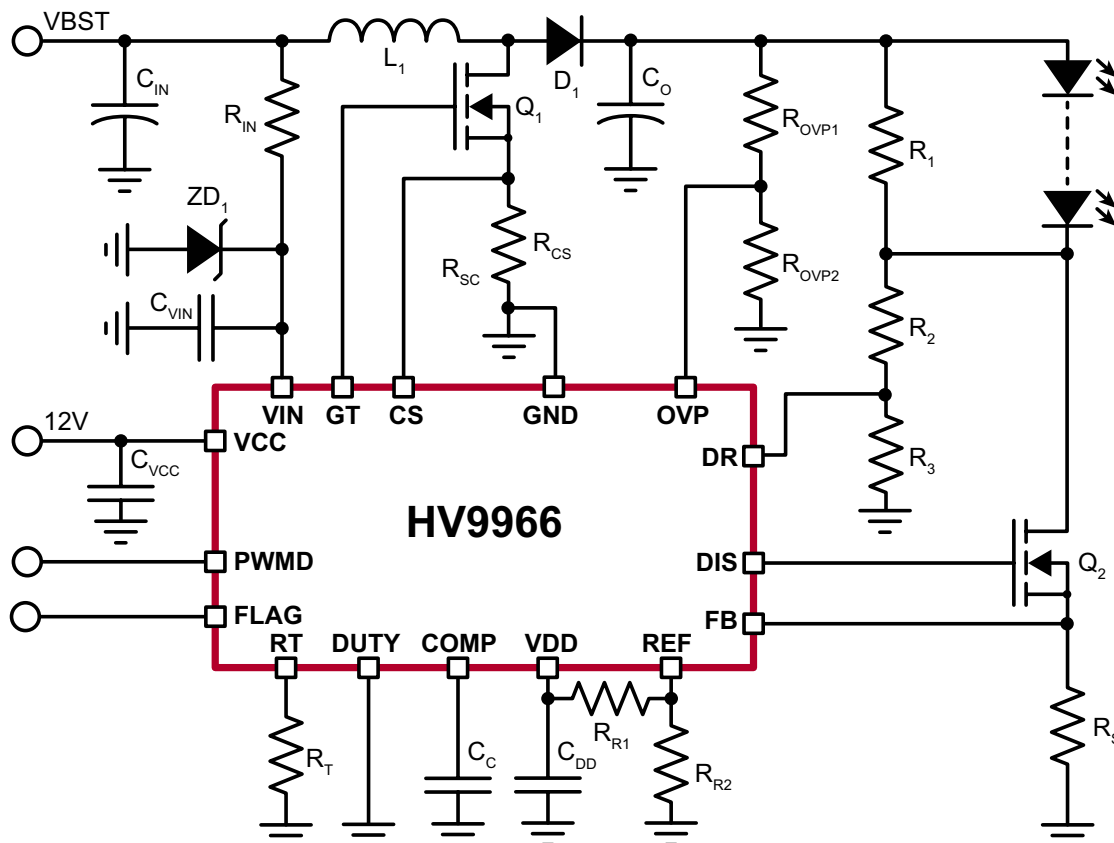 VBST
L1
D1
CIN
RIN
Q1
CO
ROVP1
R1
ZD1
RCS
RSC
ROVP2
CVIN
R2
VIN
GT
CS
GND
OVP
12V
VCC
CVCC
DR
R3
HV9966
PWMD
DIS
Q2
FLAG
FB
RT
DUTY
COMP
VDD
REF
RR1
RS
RT
CC
CDD
RR2